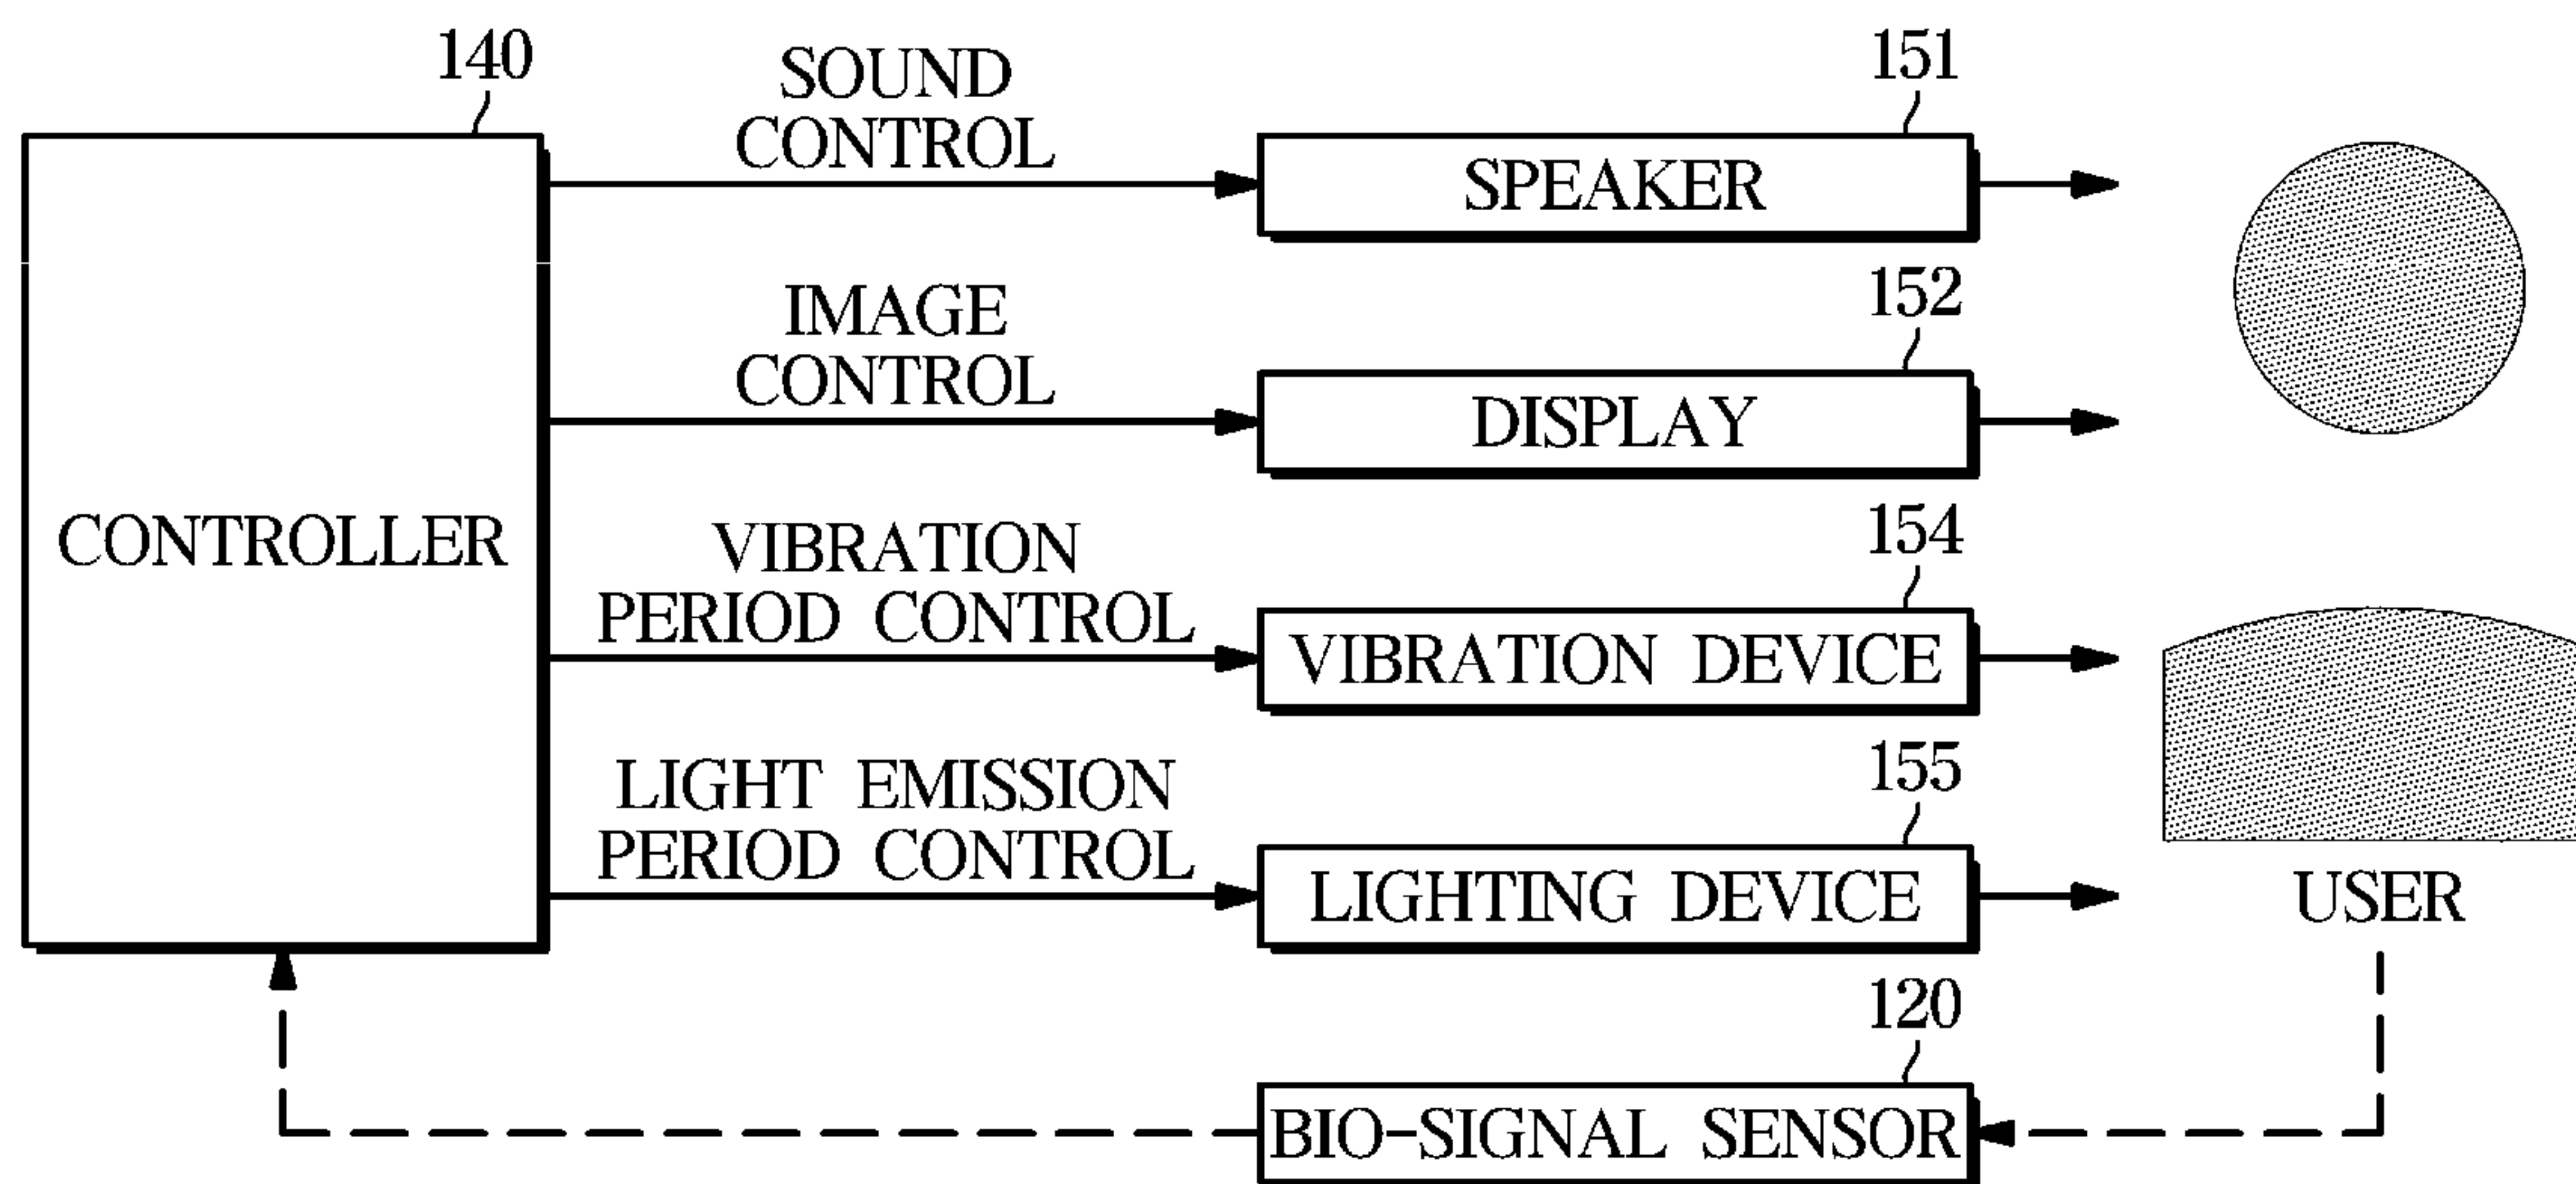 140
SOUND
CONTROL
151
SPEAKER
IMAGE
CONTROL
152
DISPLAY
CONTROLLER
VIBRATION
PERIOD CONTROL
154
VIBRATION DEVICE
LIGHT EMISSION
PERIOD CONTROL
155
LIGHTING DEVICE
USER
120
BIO-SIGNAL SENSOR